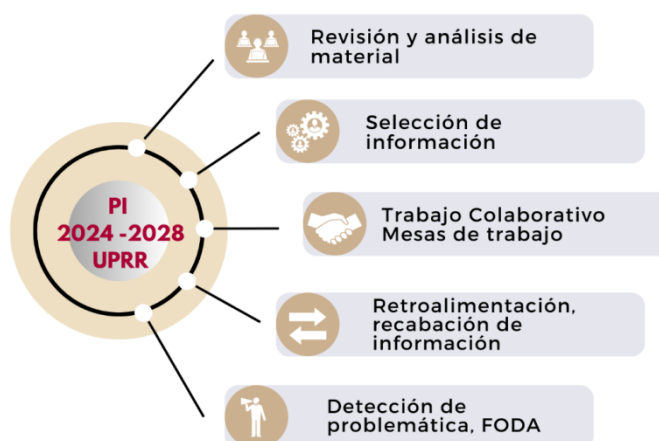 Revisión y análisis de
material
Selección de
información
PI
2024 -2028
UPRR
Trabajo Colaborativo
Mesas de trabajo
Retroalimentación,
recabación de
información
Detección de
problemática, FODA